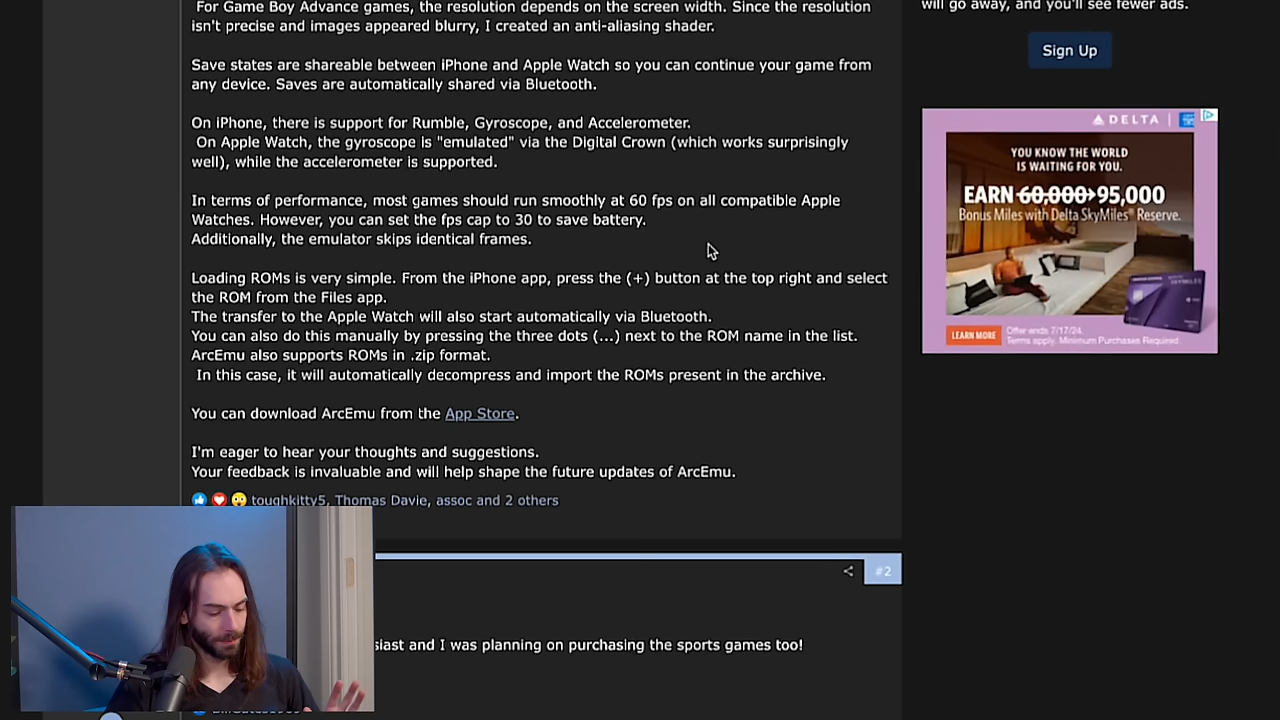 For Game Boy Advance games, the resolution depends on the screen width. Since the resolution
isn't precise and images appeared blurry, I created an anti-aliasing shader.
Save states are shareable between iPhone and Apple Watch so you can continue your game from
any device. Saves are automatically shared via Bluetooth.
On iPhone, there is support for Rumble, Gyroscope, and Accelerometer.
On Apple Watch, the gyroscope is "emulated" via the Digital Crown (which works surprisingly
well), while the accelerometer is supported.
In terms of performance, most games should run smoothly at 60 fps on all compatible Apple
Watches. However, you can set the fps cap to 30 to save battery.
Additionally, the emulator skips identical frames.
Loading ROMs is very simple. From the iPhone app, press the (+) button at the top right and select
the ROM from the Files app.
The transfer to the Apple Watch will also start automatically via Bluetooth.
You can also do this manually by pressing the three dots (...) next to the ROM name in the list.
ArcEmu also supports ROMs in .zip format.
In this case, it will automatically decompress and import the ROMs present in the archive.
You can download ArcEmu from the App Store.
I'm eager to hear your thoughts and suggestions.
Your feedback is invaluable and will help shape the future updates of ArcEmu.
toughkitty5, Thomas Davie, assoc and 2 others
#2
siast and I was planning on purchasing the sports games too!
will go away, and you'll see fewer ads.
Sign Up
DELTA
YOU KNOW THE WORLD
IS WAITING FOR YOU.
EARN 60,000 95,000
Bonus Miles with Delta SkyMiles® Reserve.
LEARN MORE
Offer ends 7/17/24.
Terms apply. Minimum Purchases Required.